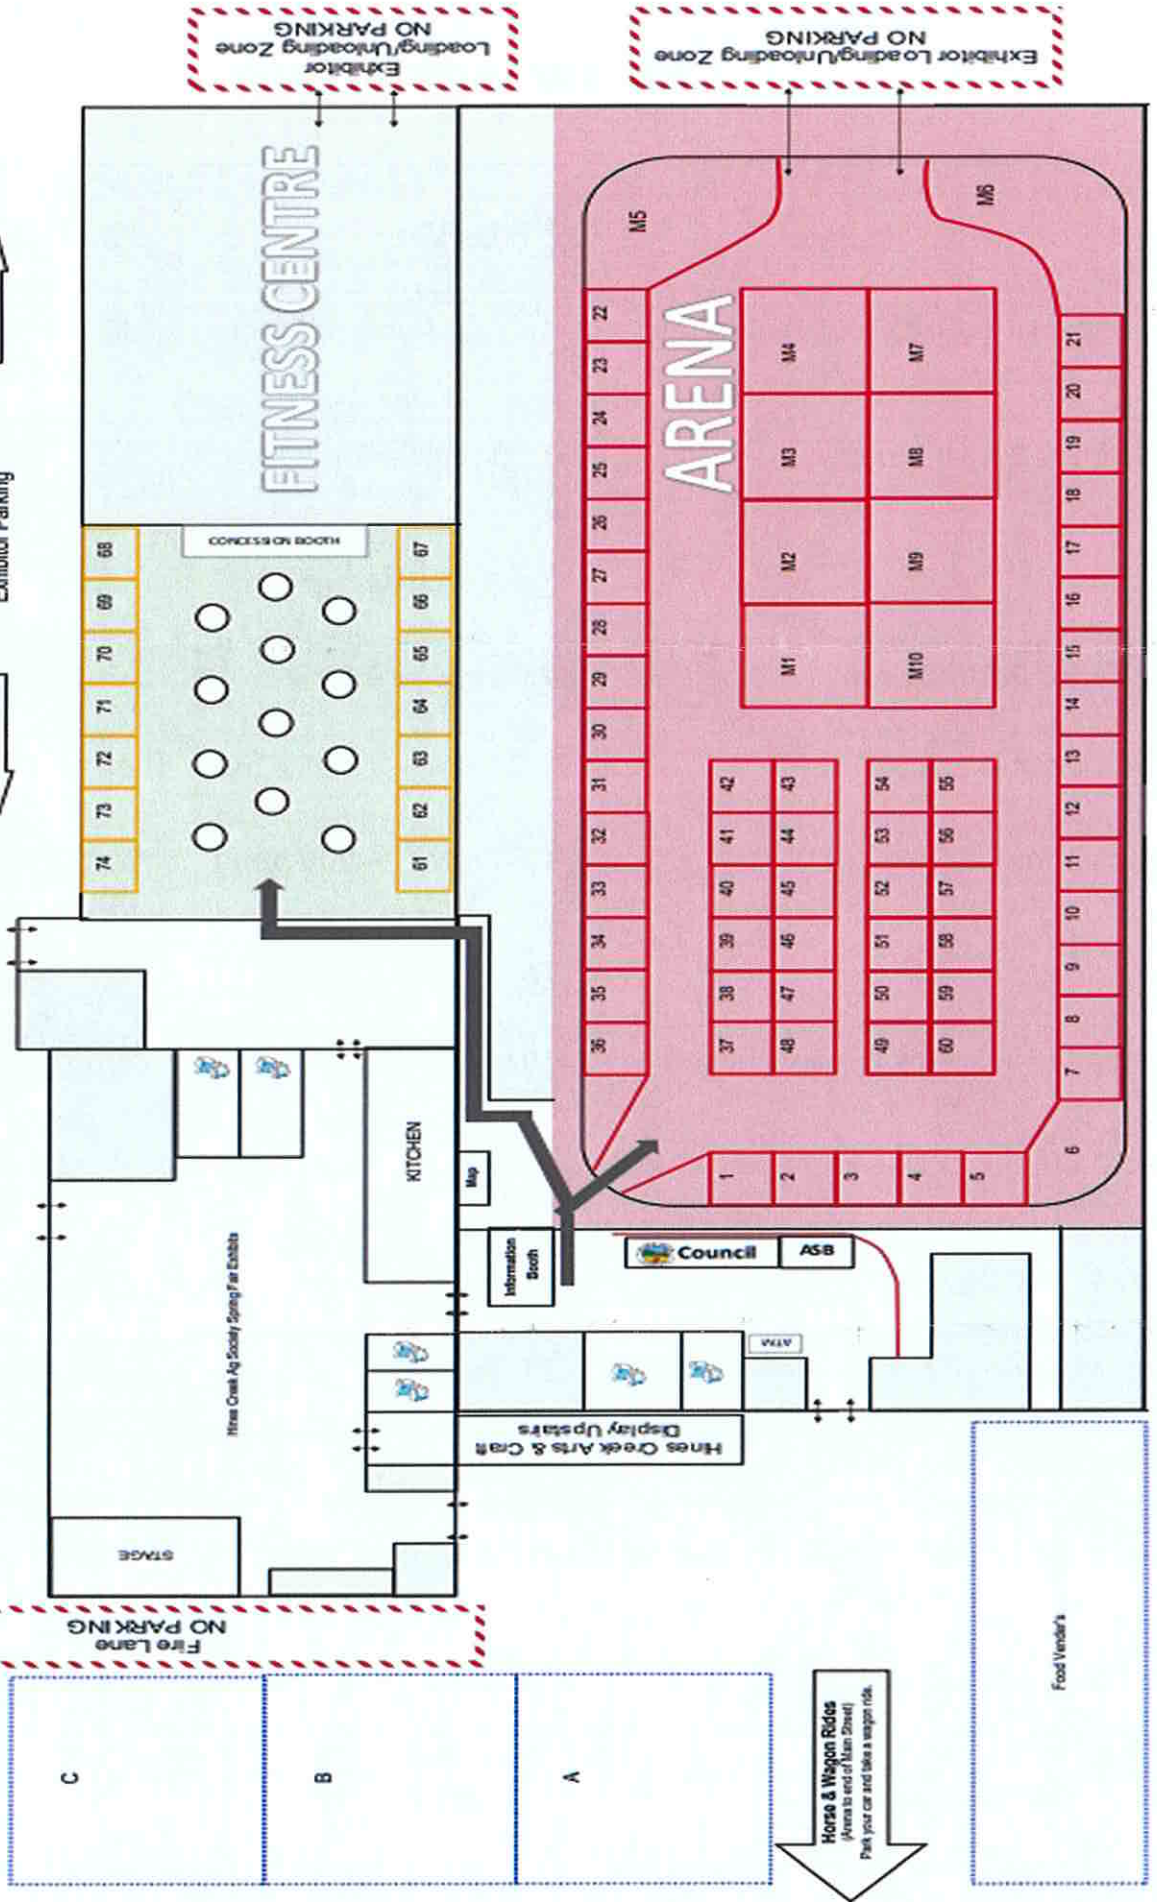 Exhibitor
Loading/Unloading Zone
NO PARKING
Exhibitor Loading/Unloading Zone
NO PARKING
Exhibitor Parking
FITNESS CENTRE
CONCESSION BOOTH
68
69
70
71
72
73
74
67
66
65
64
63
62
61
ARENA
M5
M6
22
23
24
25
26
27
28
29
30
31
32
33
34
35
36
M4
M3
M2
M1
M7
M8
M9
M10
21
20
19
18
17
16
15
14
13
12
11
10
9
8
7
6
42
41
40
39
38
37
43
44
45
46
47
48
54
53
52
51
50
49
55
56
57
58
59
60
1
2
3
4
5
KITCHEN
Map
Information
Booth
Council
ASB
ATM
Hines Creek Ag Society Spring Fair Exhibits
Hines Creek Arts & Craft
Display Upstairs
STAGE
Fire Lane
NO PARKING
C
B
A
Horse & Wagon Rides
(Arena to end of Main Street)
Park your car and take a wagon ride.
Food Vender's